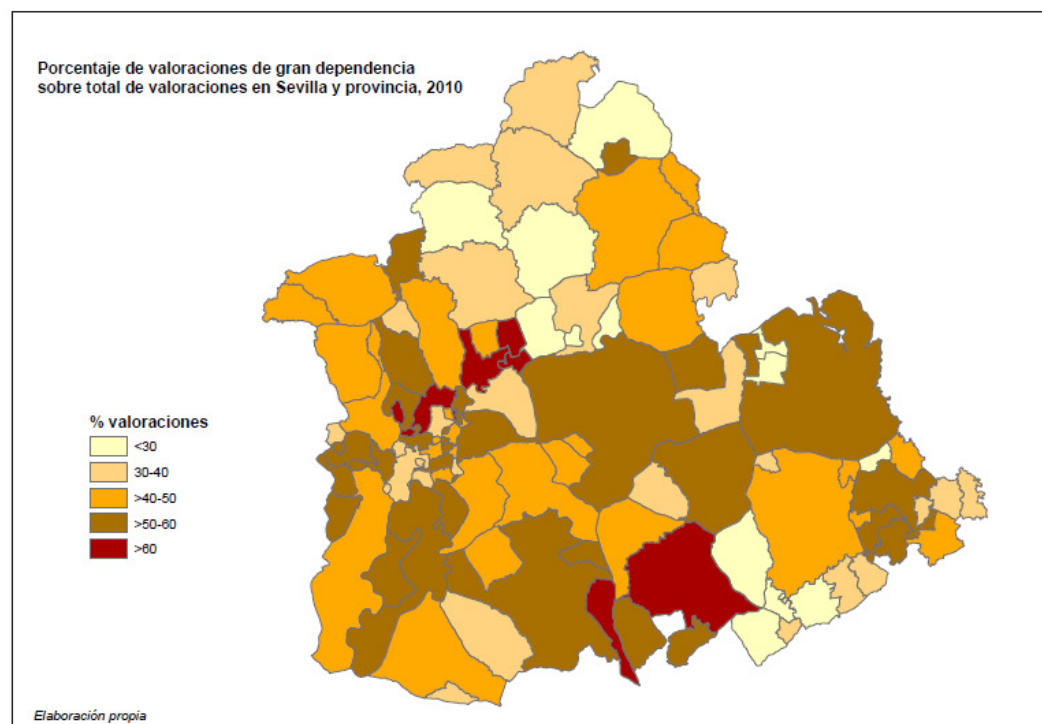 Porcentaje de valoraciones de gran dependencia
sobre total de valoraciones en Sevilla y provincia, 2010
% valoraciones
<30
30-40
>40-50
>50-60
>60
Elaboración propia